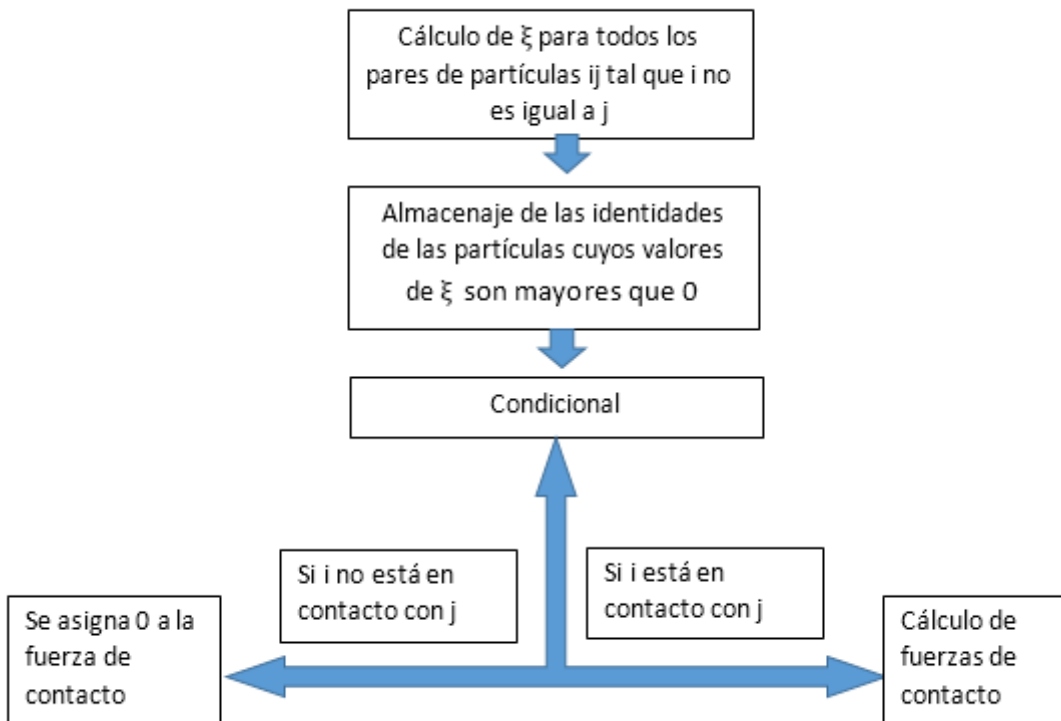 Cálculo de ξ para todos los
pares de partículas ij tal que i no
es igual a j
Almacenaje de las identidades
de las partículas cuyos valores
de ξ son mayores que 0
Condicional
Si i no está en
contacto con j
Si i está en
contacto con j
Se asigna 0 a la
fuerza de
contacto
Cálculo de
fuerzas de
contacto